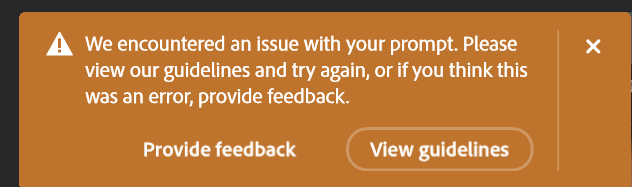 We encountered an issue with your prompt. Please
view our guidelines and try again, or if you think this
was an error, provide feedback.
Provide feedback
View guidelines